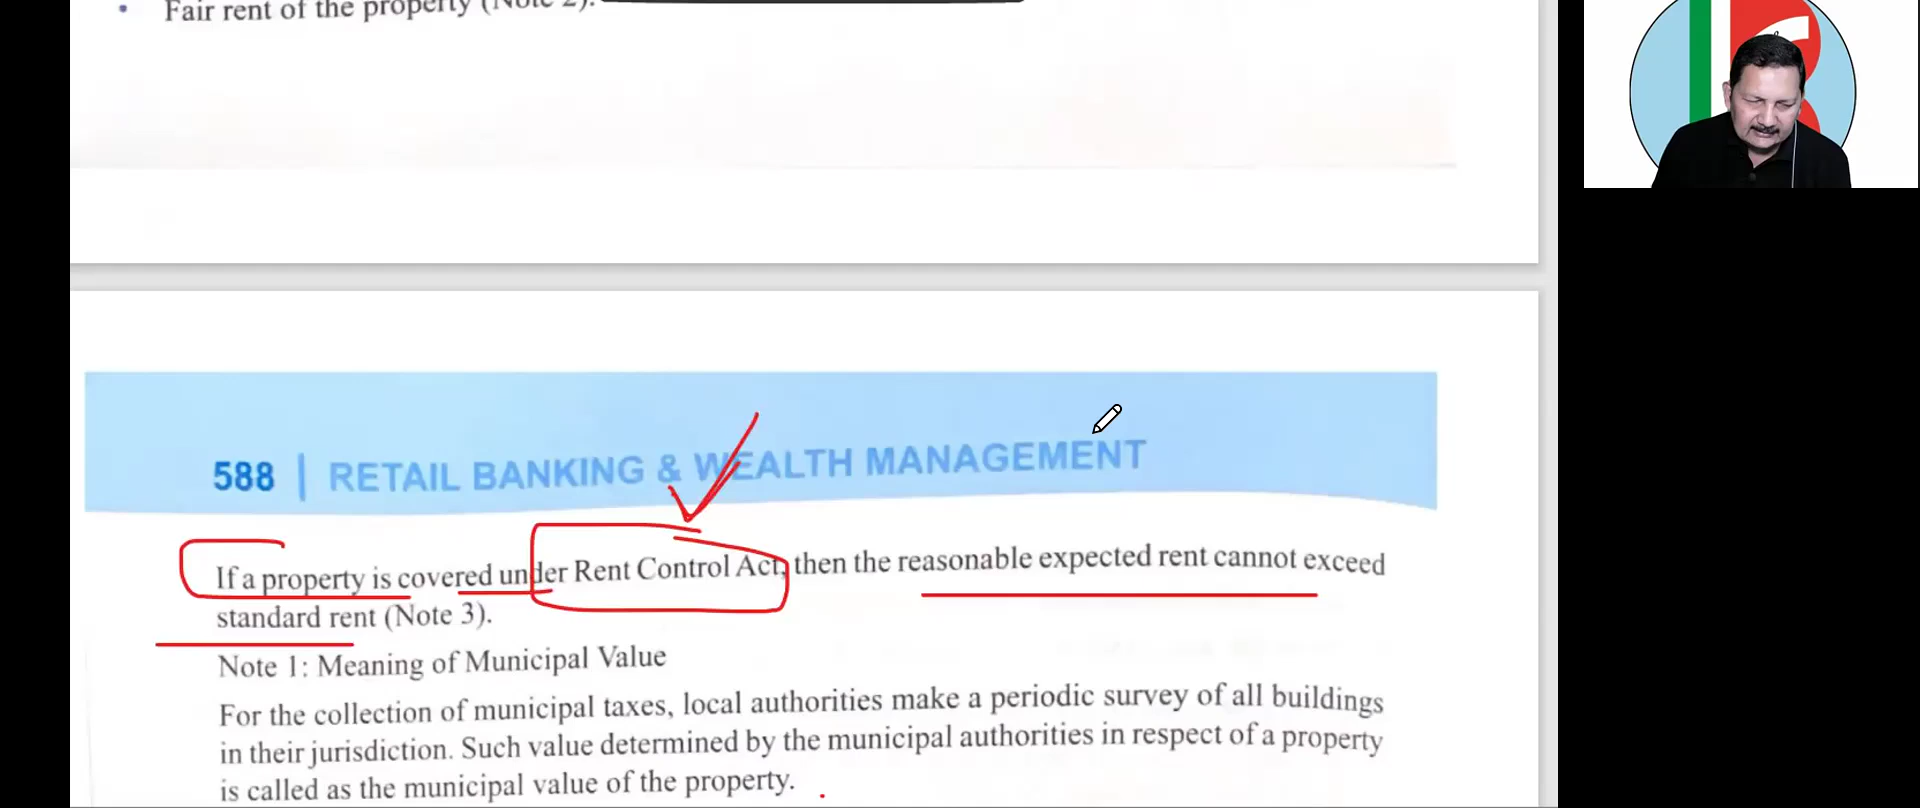 • Fair rent of the property (Note 2).
588 | RETAIL BANKING & WEALTH MANAGEMENT
If a property is covered under Rent Control Act, then the reasonable expected rent cannot exceed
standard rent (Note 3).
Note 1: Meaning of Municipal Value
For the collection of municipal taxes, local authorities make a periodic survey of all buildings
in their jurisdiction. Such value determined by the municipal authorities in respect of a property
is called as the municipal value of the property.